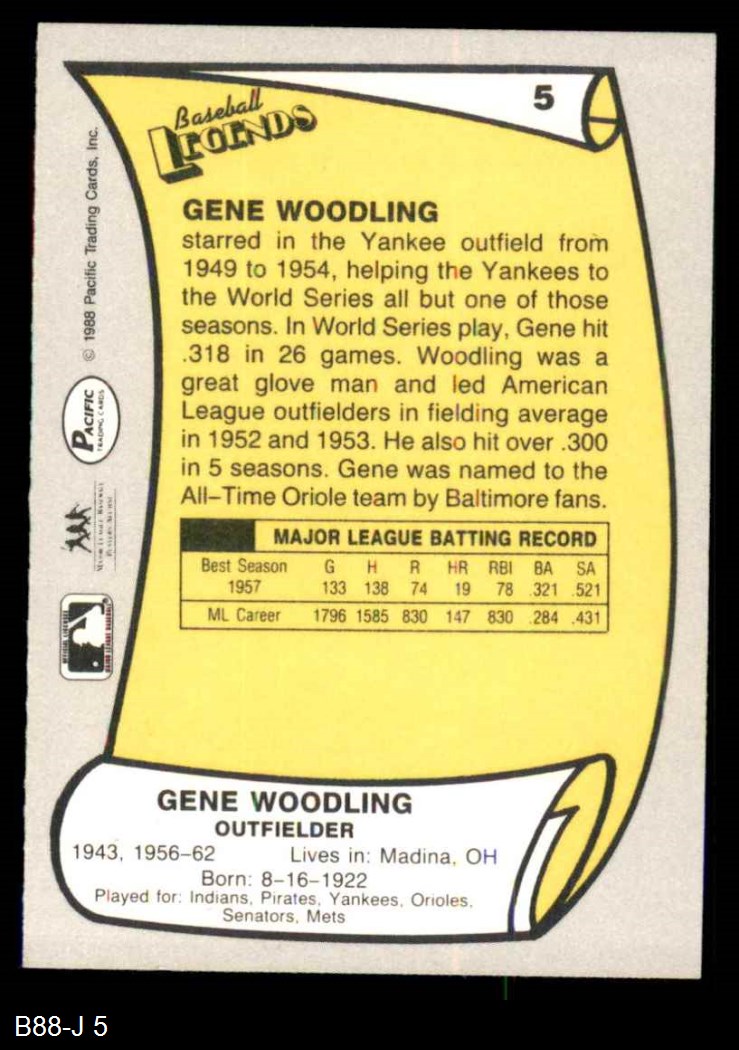 5
Baseball
LEGENDS
GENE WOODLING
starred in the Yankee outfield from
1949 to 1954, helping the Yankees to
the World Series all but one of those
seasons. In World Series play, Gene hit
.318 in 26 games. Woodling was a
great glove man and led American
League outfielders in fielding average
in 1952 and 1953. He also hit over .300
in 5 seasons. Gene was named to the
All-Time Oriole team by Baltimore fans.
MAJOR LEAGUE BATTING RECORD
Best Season G H R HR RBI BA SA
1957 133 138 74 19 78 .321 .521
ML Career 1796 1585 830 147 830 .284 .431
GENE WOODLING
OUTFIELDER
1943, 1956-62 Lives in: Madina, OH
Born: 8-16-1922
Played for: Indians, Pirates, Yankees, Orioles,
Senators, Mets
© 1988 Pacific Trading Cards, Inc.
PACIFIC
TRADING CARDS
B88-J 5